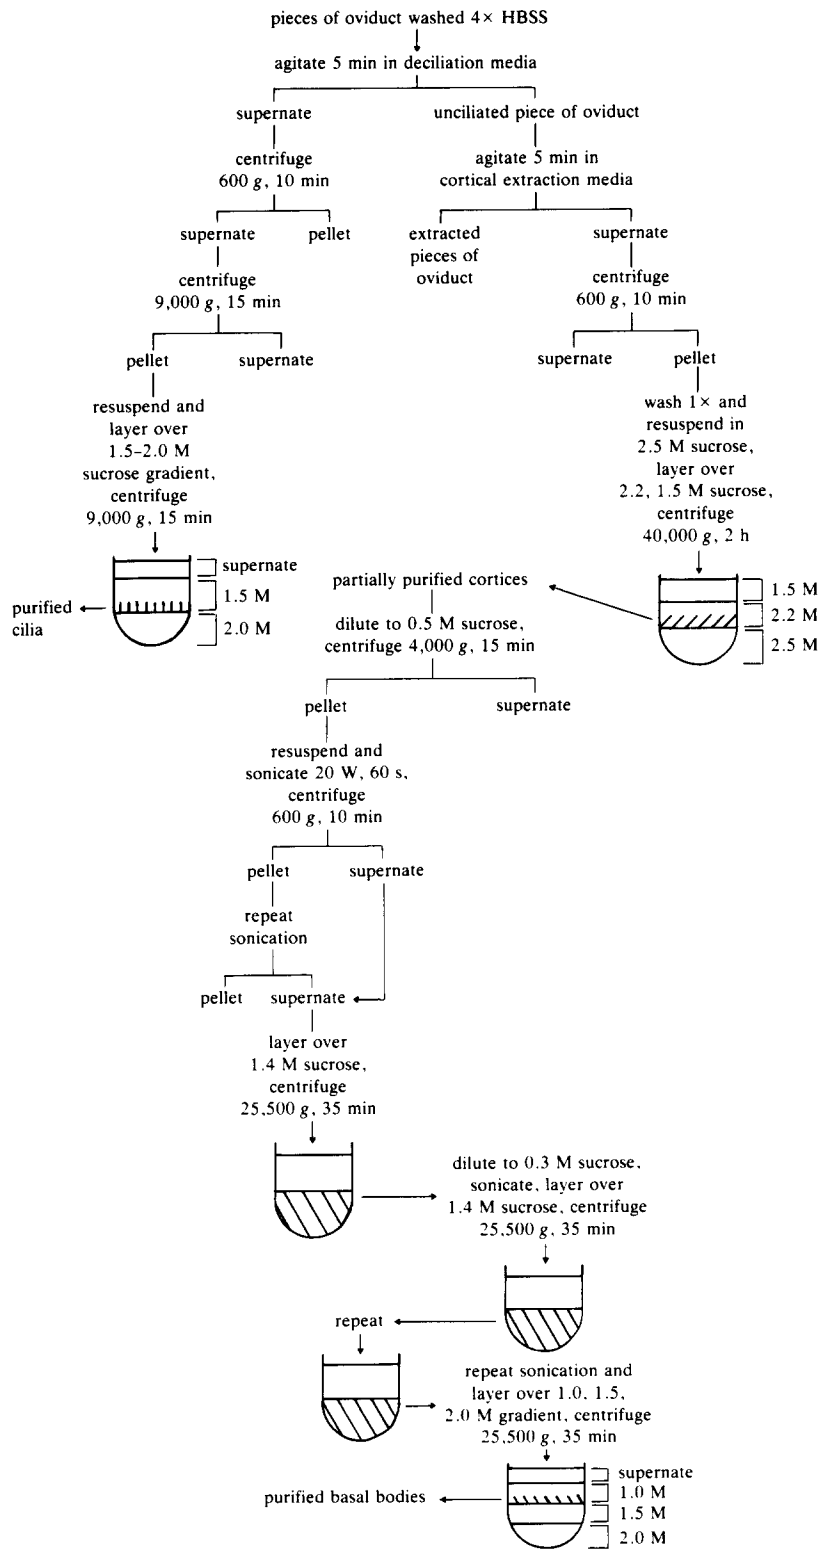 pieces of oviduct washed 4× HBSS
agitate 5 min in deciliation media
supernate
unciliated piece of oviduct
centrifuge
600 g, 10 min
agitate 5 min in
cortical extraction media
supernate
pellet
extracted
pieces of
oviduct
supernate
centrifuge
9,000 g, 15 min
centrifuge
600 g, 10 min
pellet
supernate
supernate
pellet
resuspend and
layer over
1.5–2.0 M
sucrose gradient,
centrifuge
9,000 g, 15 min
wash 1× and
resuspend in
2.5 M sucrose,
layer over
2.2, 1.5 M sucrose,
centrifuge
40,000 g, 2 h
supernate
1.5 M
2.0 M
purified
cilia
1.5 M
2.2 M
2.5 M
partially purified cortices
dilute to 0.5 M sucrose,
centrifuge 4,000 g, 15 min
pellet
supernate
resuspend and
sonicate 20 W, 60 s,
centrifuge
600 g, 10 min
pellet
supernate
repeat
sonication
pellet
supernate
layer over
1.4 M sucrose,
centrifuge
25,500 g, 35 min
dilute to 0.3 M sucrose,
sonicate, layer over
1.4 M sucrose, centrifuge
25,500 g, 35 min
repeat
repeat sonication and
layer over 1.0, 1.5,
2.0 M gradient, centrifuge
25,500 g, 35 min
purified basal bodies
supernate
1.0 M
1.5 M
2.0 M